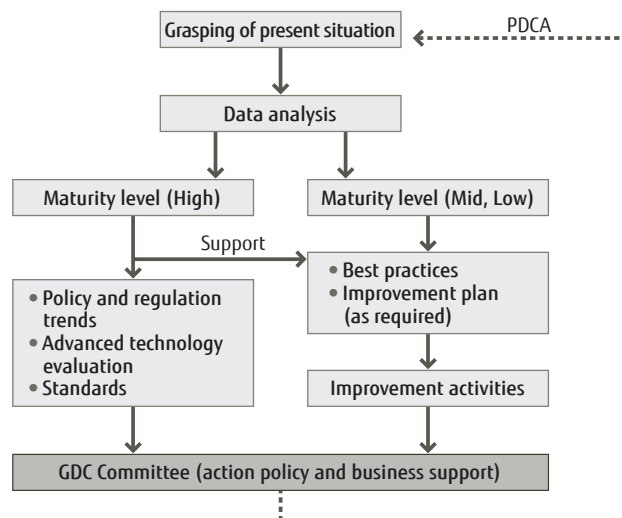 Grasping of present situation
PDCA
Data analysis
Maturity level (High)
Maturity level (Mid, Low)
Support
• Policy and regulation
trends
• Advanced technology
evaluation
• Standards
• Best practices
• Improvement plan
(as required)
Improvement activities
GDC Committee (action policy and business support)